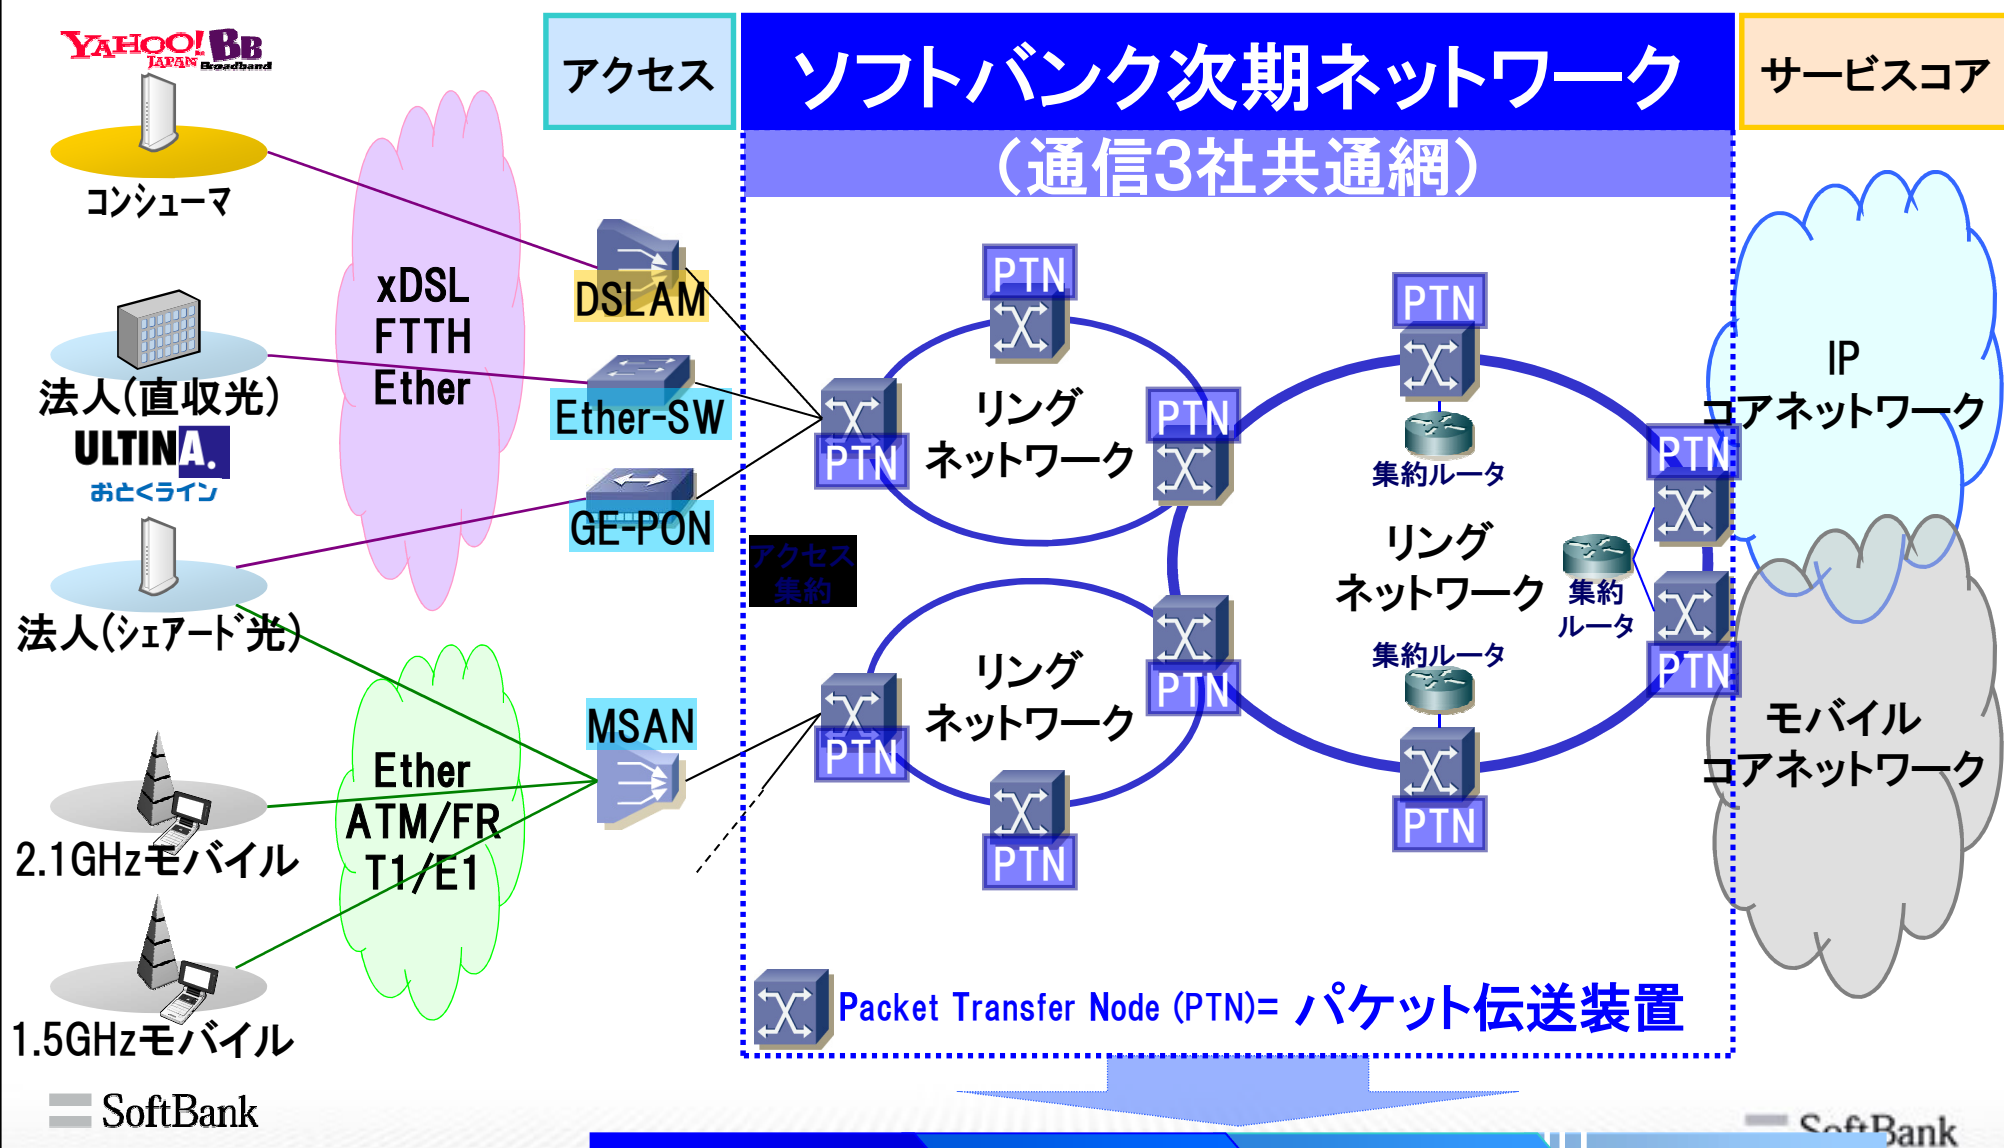 YAHOO! BB
JAPAN Broadband
コンシューマ
法人(直収光)
ULTINA.
おとくライン
法人(シェアード光)
2.1GHzモバイル
1.5GHzモバイル
SoftBank
xDSL
FTTH
Ether
Ether
ATM/FR
T1/E1
アクセス
DSLAM
Ether-SW
GE-PON
MSAN
ソフトバンク次期ネットワーク
(通信3社共通網)
アクセス
集約
PTN
PTN
リング
ネットワーク
PTN
PTN
リング
ネットワーク
PTN
PTN
PTN
集約ルータ
リング
ネットワーク
PTN
集約
ルータ
PTN
集約ルータ
PTN
Packet Transfer Node (PTN)= パケット伝送装置
サービスコア
IP
コアネットワーク
モバイル
コアネットワーク
SoftBank